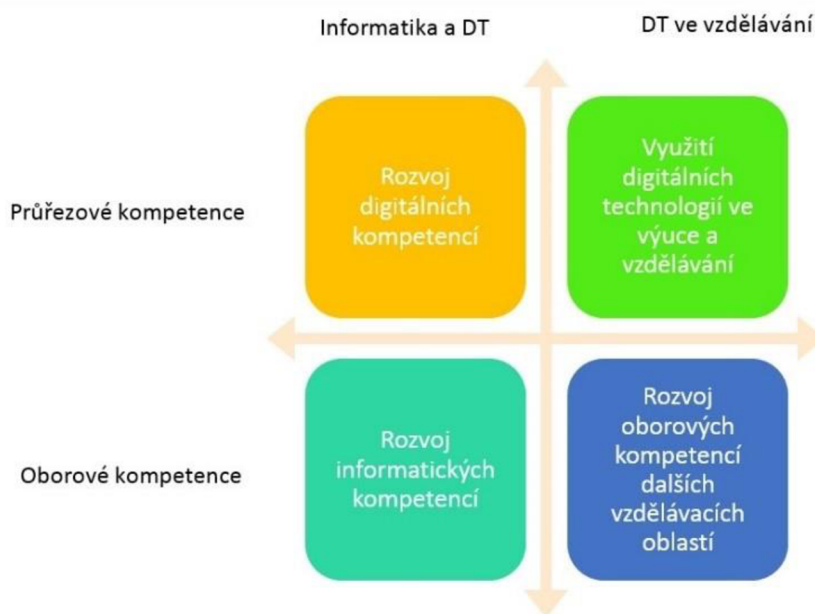 Informatika a DT
DT ve vzdělávání
Průřezové kompetence
Rozvoj
digitálních
kompetencí
Využití
digitálních
technologií ve
výuce a
vzdělávání
Oborové kompetence
Rozvoj
informatických
kompetencí
Rozvoj
oborových
kompetencí
dalších
vzdělávacích
oblastí